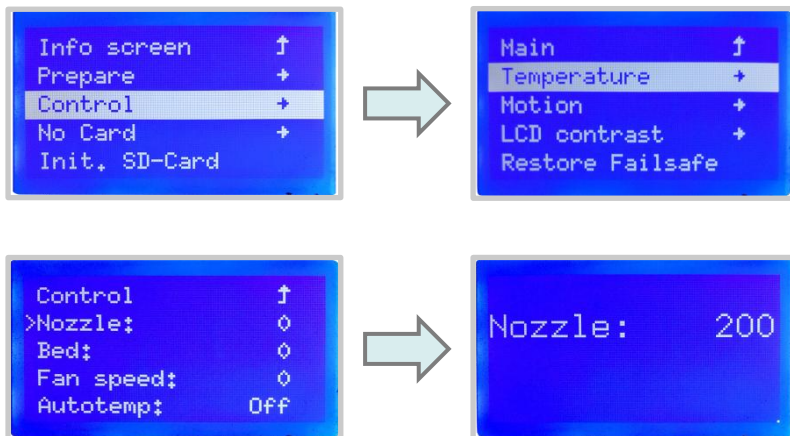 Info screen
Prepare
Control
No Card
Init. SD-Card
Main
Temperature
Motion
LCD contrast
Restore Failsafe
Control
>Nozzle: 0
Bed: 0
Fan speed: 0
Autotemp: Off
Nozzle: 200